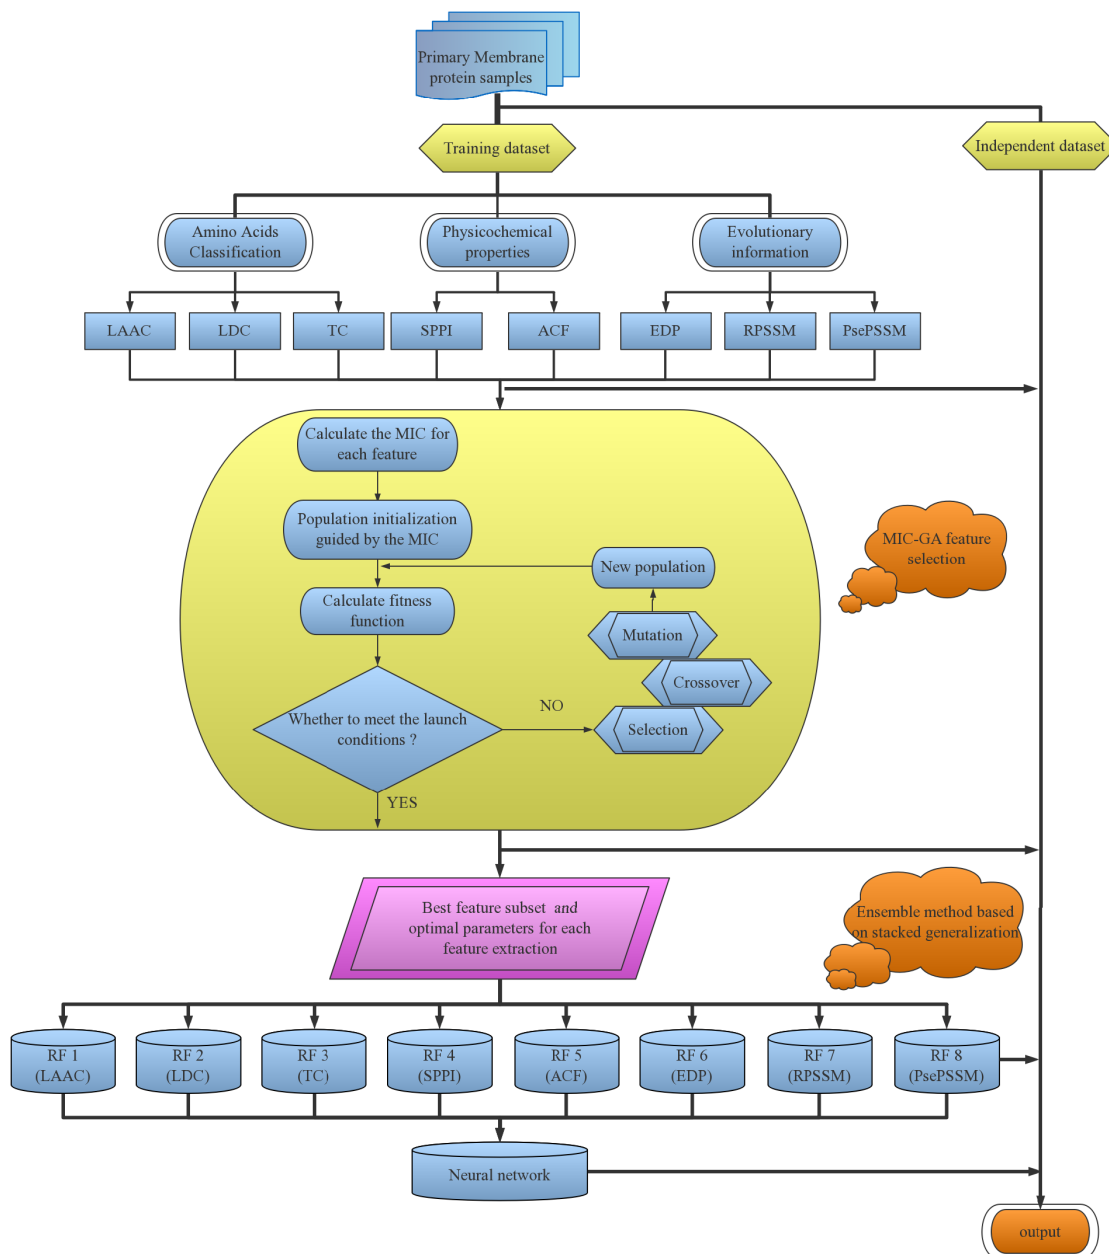 Primary Membrane
protein samples
Training dataset
Independent dataset
Amino Acids
Classification
Physicochemical
properties
Evolutionary
information
LAAC
LDC
TC
SPPI
ACF
EDP
RPSSM
PsePSSM
Calculate the MIC for
each feature
Population initialization
guided by the MIC
New population
Calculate fitness
function
Mutation
Crossover
Selection
Whether to meet the launch
conditions ?
NO
YES
MIC-GA feature
selection
Best feature subset and
optimal parameters for each
feature extraction
Ensemble method based
on stacked generalization
RF 1
(LAAC)
RF 2
(LDC)
RF 3
(TC)
RF 4
(SPPI)
RF 5
(ACF)
RF 6
(EDP)
RF 7
(RPSSM)
RF 8
(PsePSSM)
Neural network
output